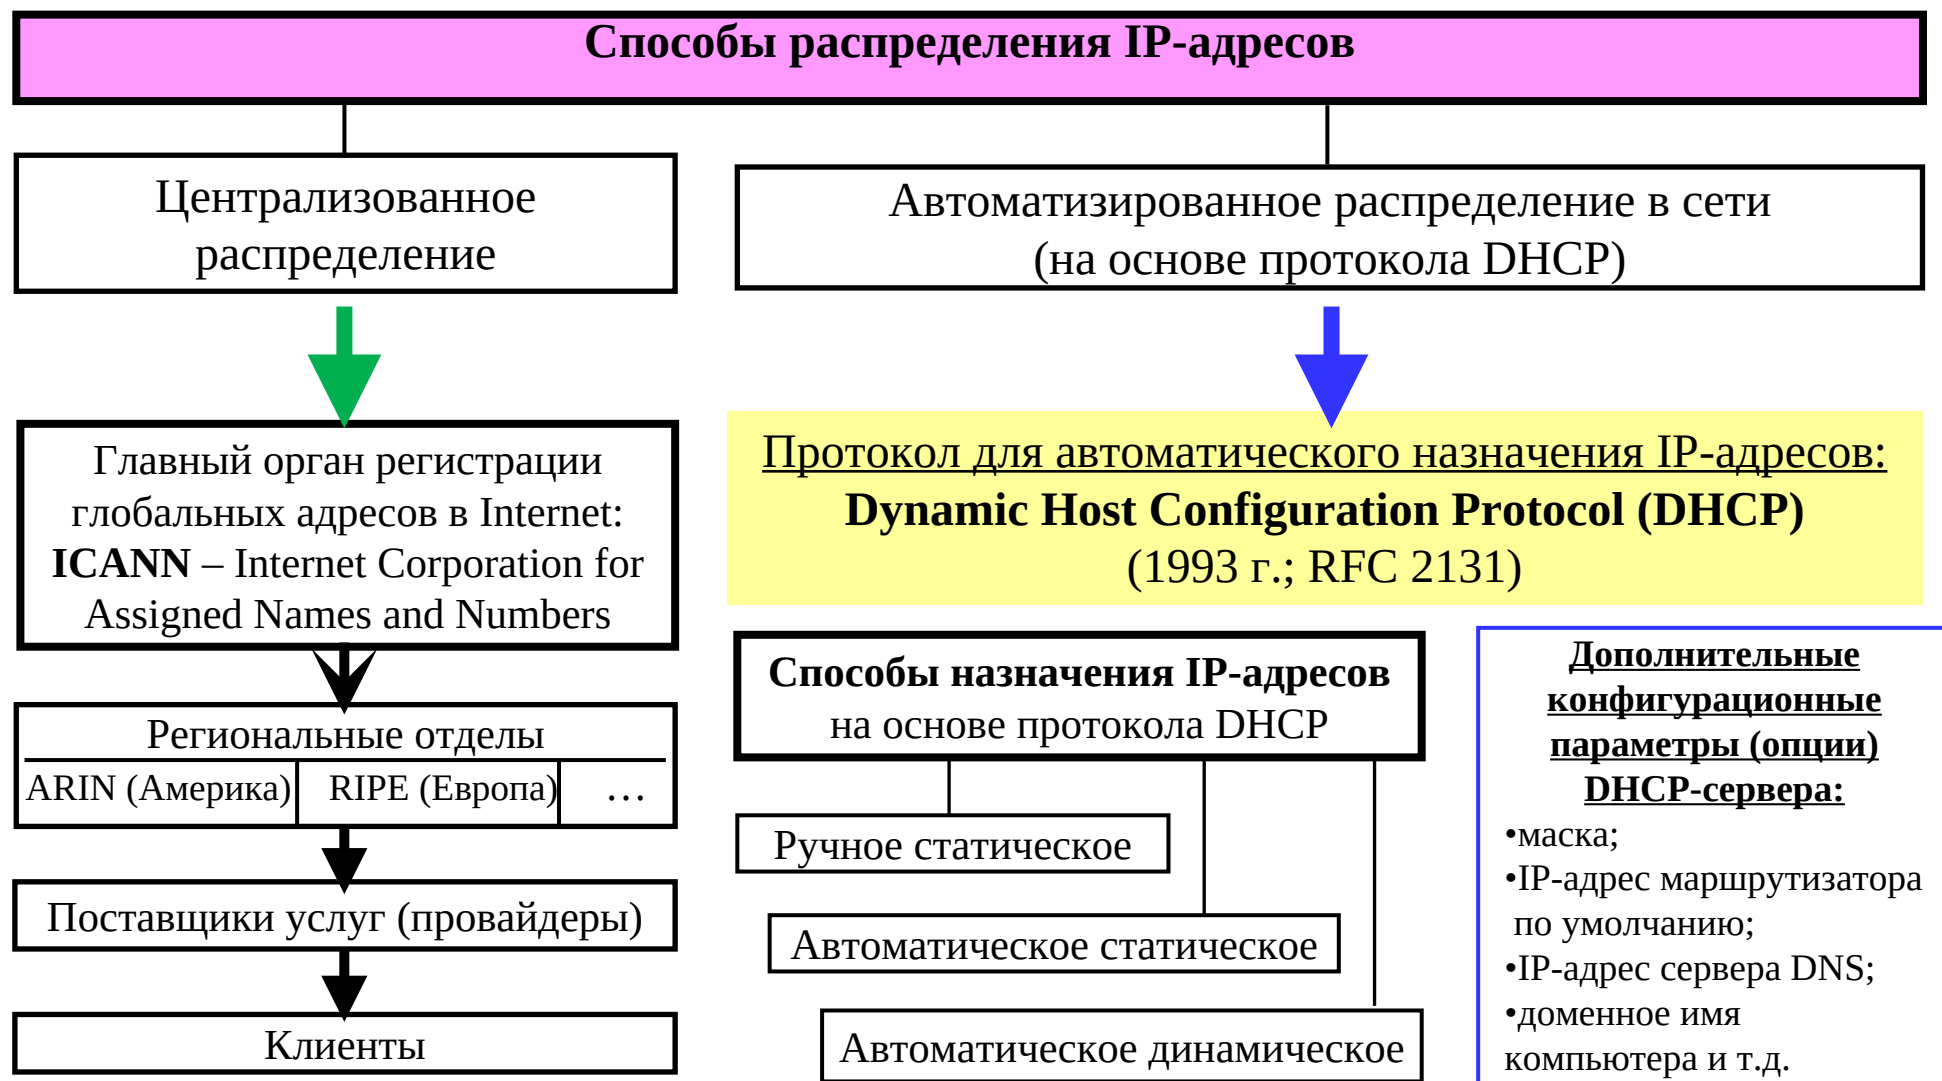 Способы распределения IP-адресов
Централизованное
распределение
Главный орган регистрации
глобальных адресов в Internet:
ICANN – Internet Corporation for
Assigned Names and Numbers
Региональные отделы
ARIN (Америка)
RIPE (Европа)
…
Поставщики услуг (провайдеры)
Клиенты
Автоматизированное распределение в сети
(на основе протокола DHCP)
Протокол для автоматического назначения IP-адресов:
Dynamic Host Configuration Protocol (DHCP)
(1993 г.; RFC 2131)
Способы назначения IP-адресов
на основе протокола DHCP
Ручное статическое
Автоматическое статическое
Автоматическое динамическое
Дополнительные
конфигурационные
параметры (опции)
DHCP-сервера:
•маска;
•IP-адрес маршрутизатора
по умолчанию;
•IP-адрес сервера DNS;
•доменное имя
компьютера и т.д.